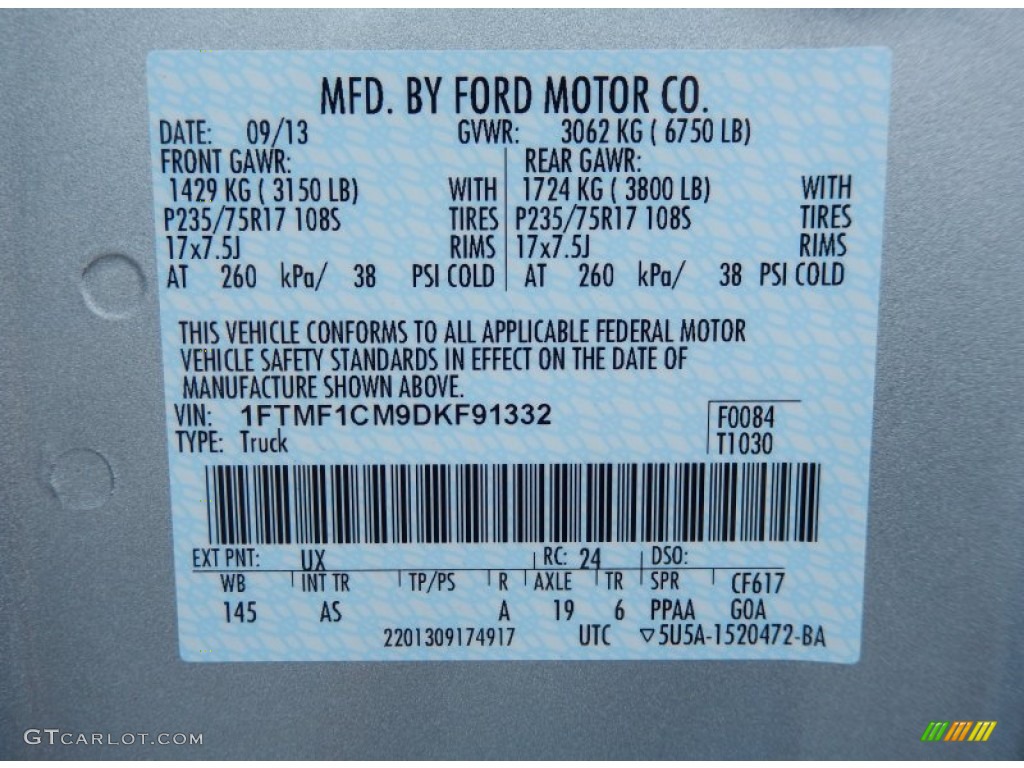 MFD. BY FORD MOTOR CO.
DATE: 09/13 GVWR: 3062 KG ( 6750 LB)
FRONT GAWR: REAR GAWR:
1429 KG ( 3150 LB) WITH 1724 KG ( 3800 LB) WITH
P235/75R17 108S TIRES P235/75R17 108S TIRES
17x7.5J RIMS 17x7.5J RIMS
AT 260 kPa/ 38 PSI COLD AT 260 kPa/ 38 PSI COLD
THIS VEHICLE CONFORMS TO ALL APPLICABLE FEDERAL MOTOR
VEHICLE SAFETY STANDARDS IN EFFECT ON THE DATE OF
MANUFACTURE SHOWN ABOVE.
VIN: 1FTMF1CM9DKF91332 F0084
TYPE: Truck T1030
EXT PNT: UX RC: 24 DSO:
WB INT TR TP/PS R AXLE TR SPR CF617
145 AS A 19 6 PPAA G0A
2201309174917 UTC ▽5U5A-1520472-BA
GTCARLOT.COM